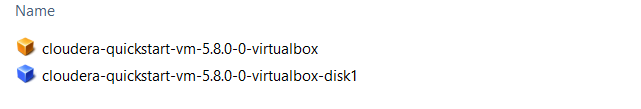 Name
cloudera-quickstart-vm-5.8.0-0-virtualbox
cloudera-quickstart-vm-5.8.0-0-virtualbox-disk1